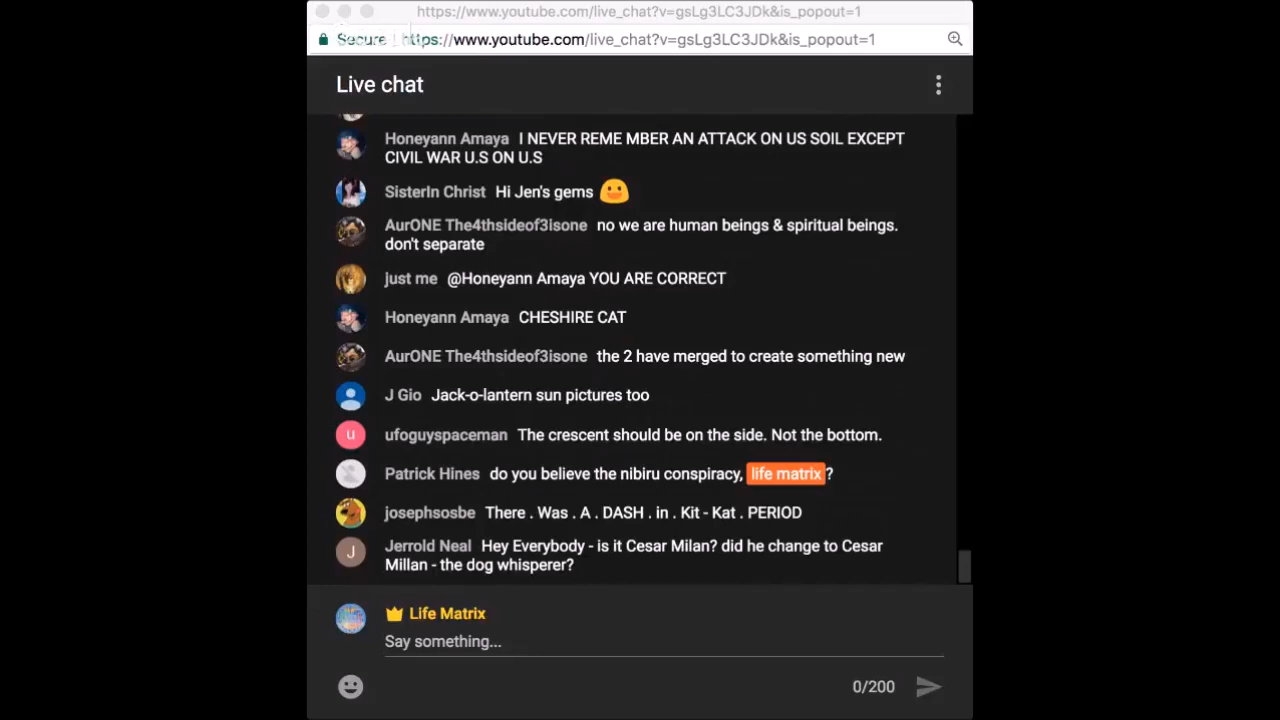 https://www.youtube.com/live_chat?v=gsLg3LC3JDk&is_popout=1
Secure https://www.youtube.com/live_chat?v=gsLg3LC3JDk&is_popout=1
Live chat
Honeyann Amaya I NEVER REME MBER AN ATTACK ON US SOIL EXCEPT
CIVIL WAR U.S ON U.S
SisterIn Christ Hi Jen's gems
AurONE The4thsideof3isone no we are human beings & spiritual beings.
don't separate
just me @Honeyann Amaya YOU ARE CORRECT
Honeyann Amaya CHESHIRE CAT
AurONE The4thsideof3isone the 2 have merged to create something new
J Gio Jack-o-lantern sun pictures too
u ufoguyspaceman The crescent should be on the side. Not the bottom.
Patrick Hines do you believe the nibiru conspiracy, life matrix?
josephsosbe There . Was . A . DASH . in . Kit - Kat . PERIOD
J Jerrold Neal Hey Everybody - is it Cesar Milan? did he change to Cesar
Millan - the dog whisperer?
Life Matrix
Say something...
0/200